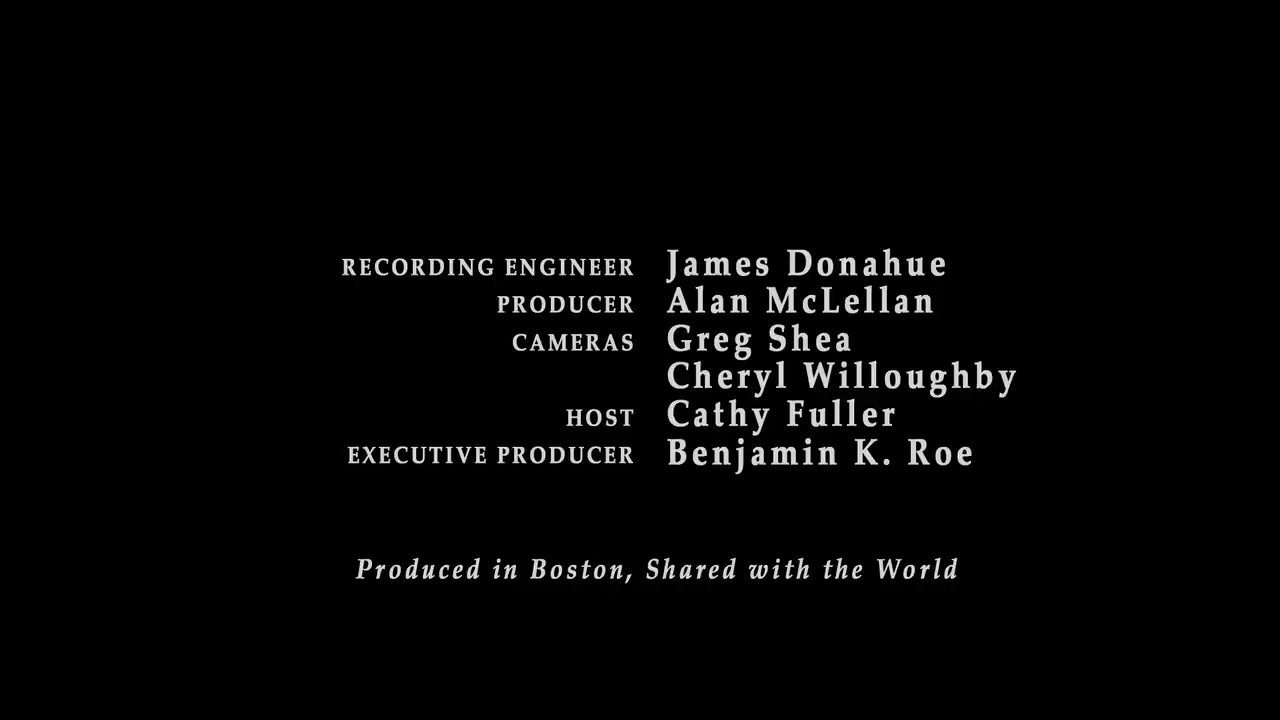 RECORDING ENGINEER James Donahue
PRODUCER Alan McLellan
CAMERAS Greg Shea
Cheryl Willoughby
HOST Cathy Fuller
EXECUTIVE PRODUCER Benjamin K. Roe
Produced in Boston, Shared with the World